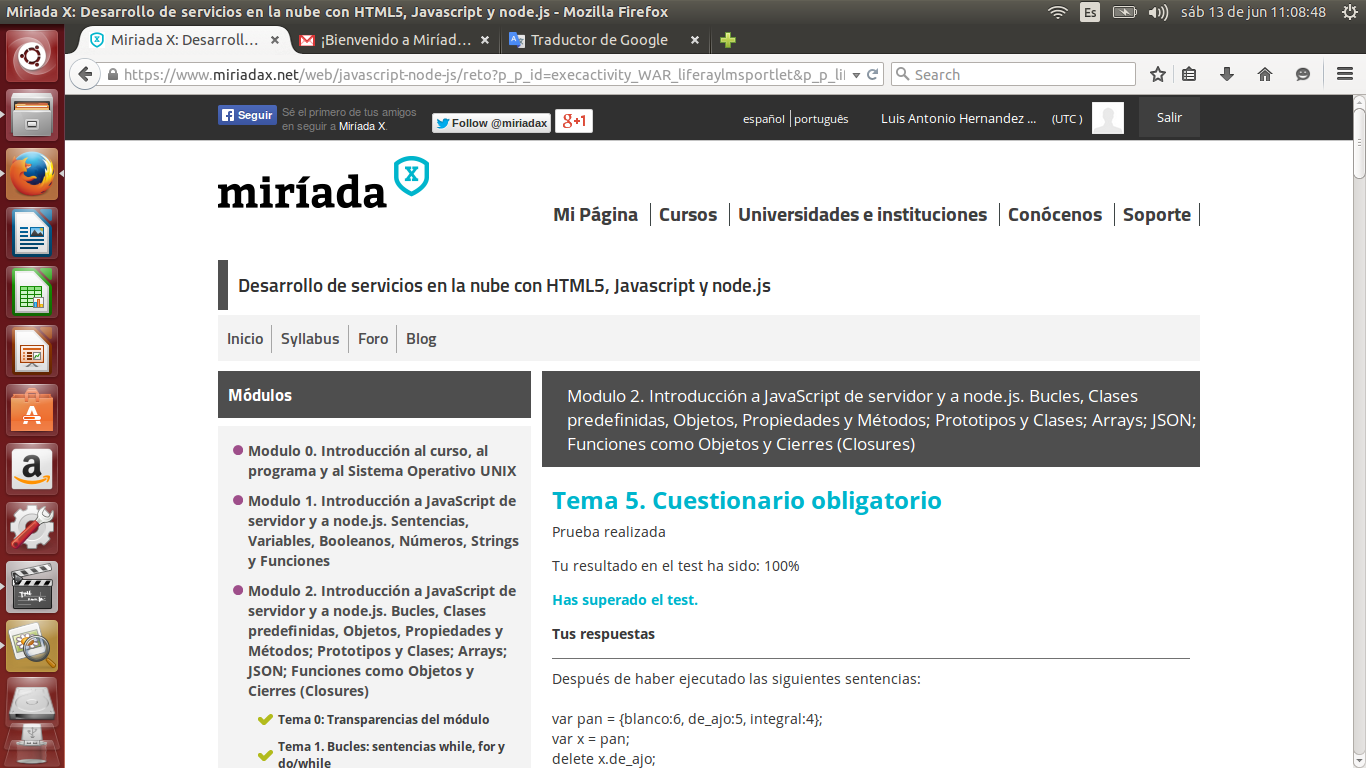 Miriada X: Desarrollo de servicios en la nube con HTML5, Javascript y node.js - Mozilla Firefox
Es
sáb 13 de jun 11:08:48
Miriada X: Desarroll...
¡Bienvenido a Miríad...
Traductor de Google
https://www.miriadax.net/web/javascript-node-js/reto?p_p_id=execactivity_WAR_liferaylmsportlet&p_p_li
Search
Seguir
Sé el primero de tus amigos
en seguir a Miríada X.
Follow @miriadax
g+1
español
português
Luis Antonio Hernandez ...
(UTC )
Salir
miríada X
Mi Página
Cursos
Universidades e instituciones
Conócenos
Soporte
Desarrollo de servicios en la nube con HTML5, Javascript y node.js
Inicio
Syllabus
Foro
Blog
Módulos
Modulo 0. Introducción al curso, al
programa y al Sistema Operativo UNIX
Modulo 1. Introducción a JavaScript de
servidor y a node.js. Sentencias,
Variables, Booleanos, Números, Strings
y Funciones
Modulo 2. Introducción a JavaScript de
servidor y a node.js. Bucles, Clases
predefinidas, Objetos, Propiedades y
Métodos; Prototipos y Clases; Arrays;
JSON; Funciones como Objetos y
Cierres (Closures)
Tema 0: Transparencias del módulo
Tema 1. Bucles: sentencias while, for y
do/while
Modulo 2. Introducción a JavaScript de servidor y a node.js. Bucles, Clases
predefinidas, Objetos, Propiedades y Métodos; Prototipos y Clases; Arrays; JSON;
Funciones como Objetos y Cierres (Closures)
Tema 5. Cuestionario obligatorio
Prueba realizada
Tu resultado en el test ha sido: 100%
Has superado el test.
Tus respuestas
Después de haber ejecutado las siguientes sentencias:
var pan = {blanco:6, de_ajo:5, integral:4};
var x = pan;
delete x.de_ajo;